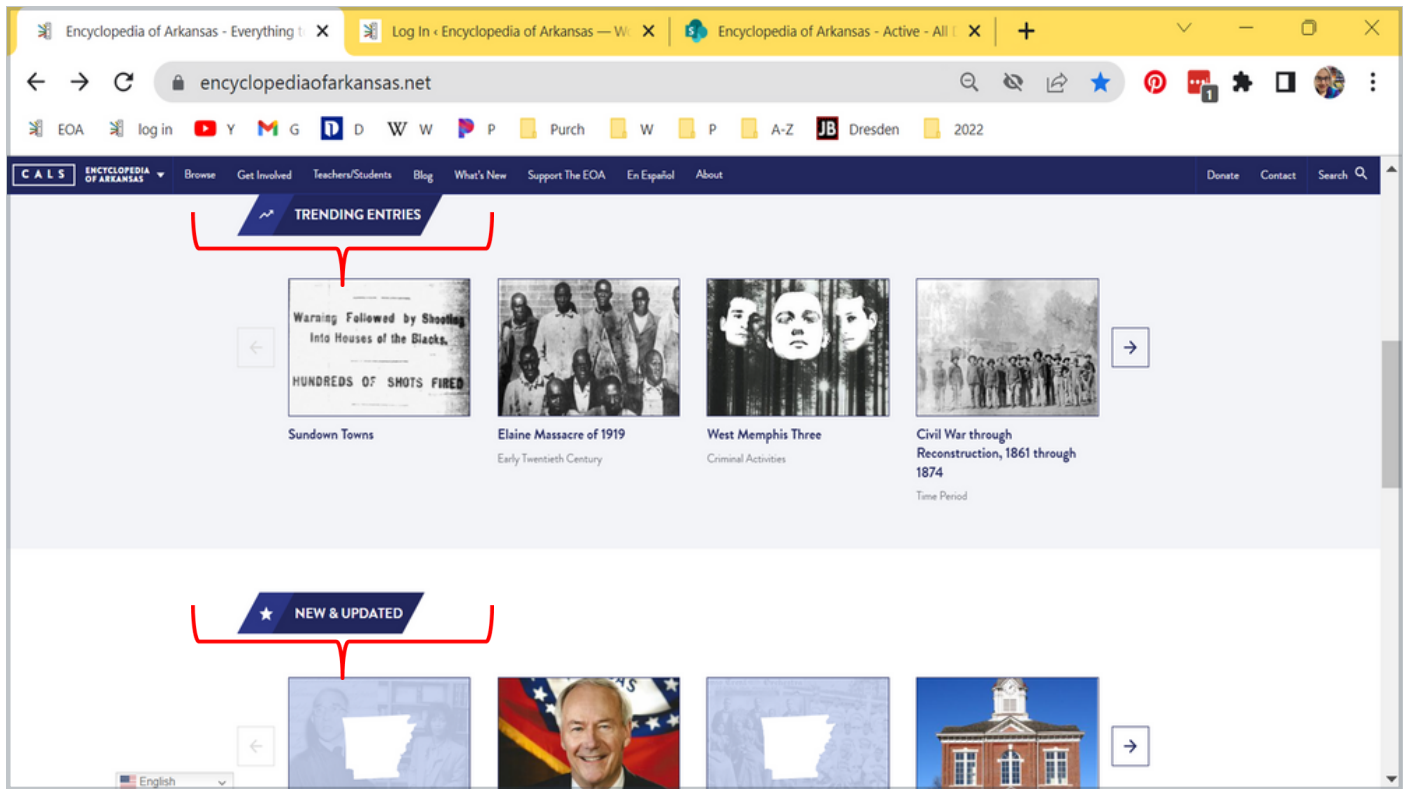 Encyclopedia of Arkansas - Everything t
Log In ‹ Encyclopedia of Arkansas — W
Encyclopedia of Arkansas - Active - All D
encyclopediaofarkansas.net
1
EOA log in Y G D W W P Purch W P A-Z JB Dresden 2022
CALS ENCYCLOPEDIA OF ARKANSAS Browse Get Involved Teachers/Students Blog What's New Support The EOA En Español About Donate Contact Search
TRENDING ENTRIES
Warning Followed by Shooting
Into Houses of the Blacks.
HUNDREDS OF SHOTS FIRED
Sundown Towns
Elaine Massacre of 1919
Early Twentieth Century
West Memphis Three
Criminal Activities
Civil War through
Reconstruction, 1861 through
1874
Time Period
NEW & UPDATED
AS
English